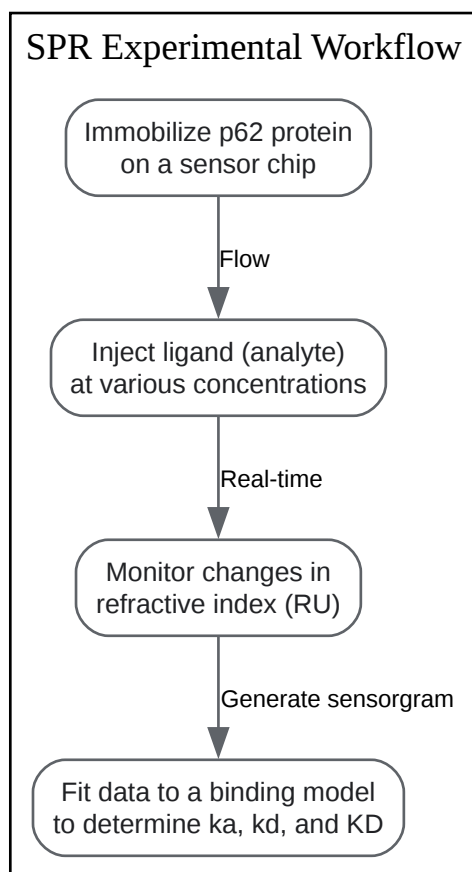 SPR Experimental Workflow
Immobilize p62 protein
on a sensor chip
Flow
Inject ligand (analyte)
at various concentrations
Real-time
Monitor changes in
refractive index (RU)
Generate sensorgram
Fit data to a binding model
to determine ka, kd, and KD